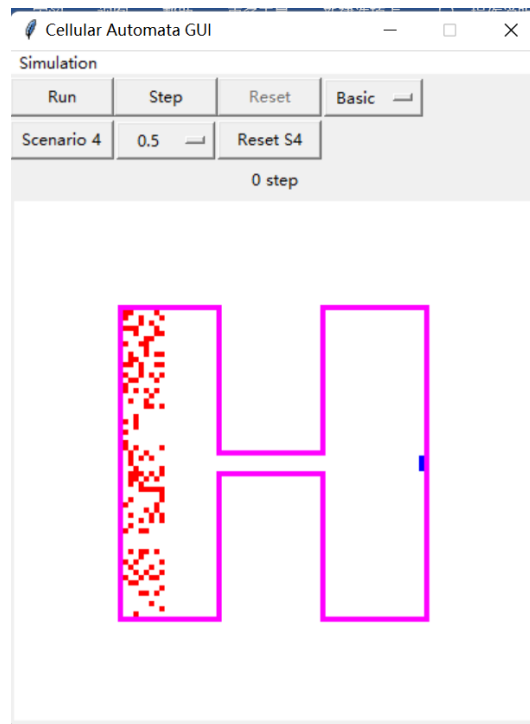 Cellular Automata GUI
Simulation
Run Step Reset Basic
Scenario 4 0.5 Reset S4
0 step